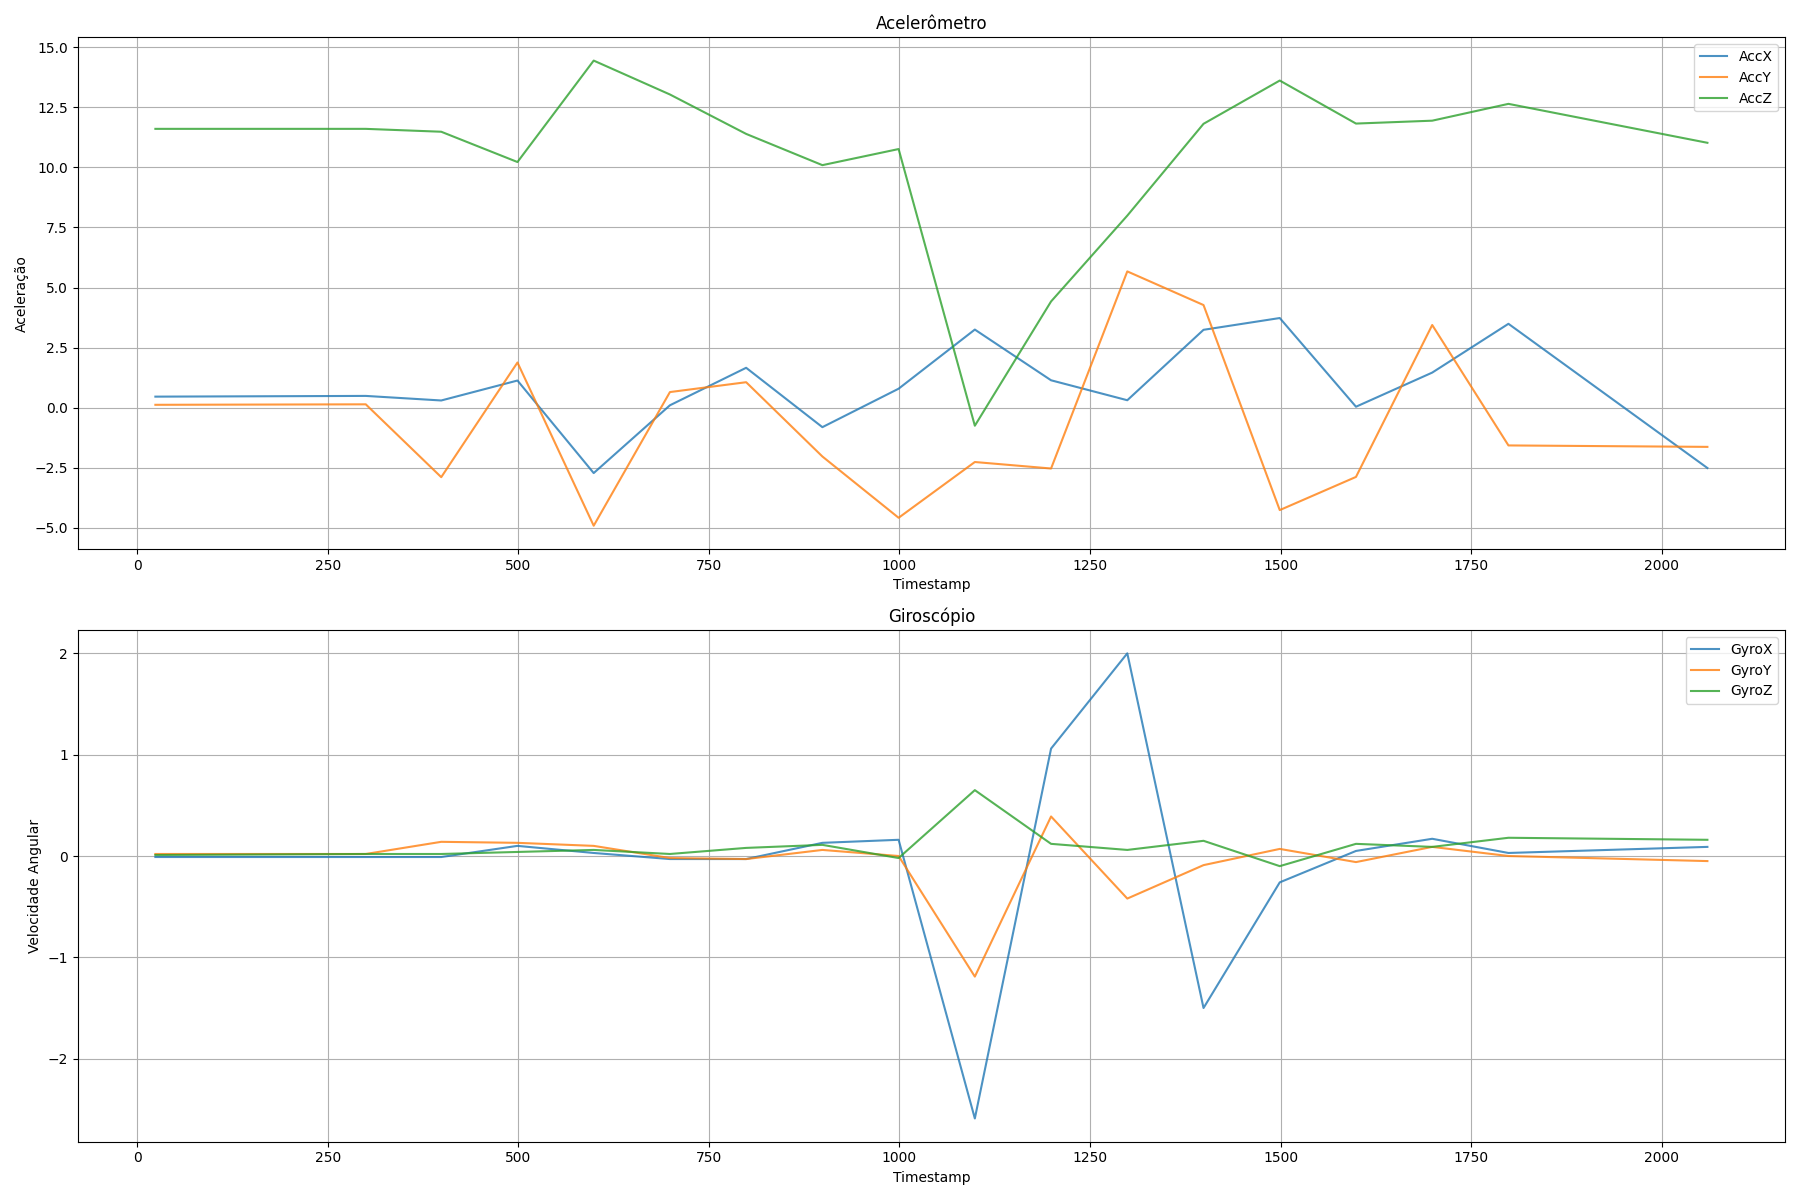 Acelerômetro
15.0
12.5
10.0
7.5
5.0
2.5
0.0
−2.5
−5.0
Aceleração
AccX
AccY
AccZ
0 250 500 750 1000 1250 1500 1750 2000
Timestamp
Giroscópio
2
1
0
−1
−2
Velocidade Angular
GyroX
GyroY
GyroZ
0 250 500 750 1000 1250 1500 1750 2000
Timestamp